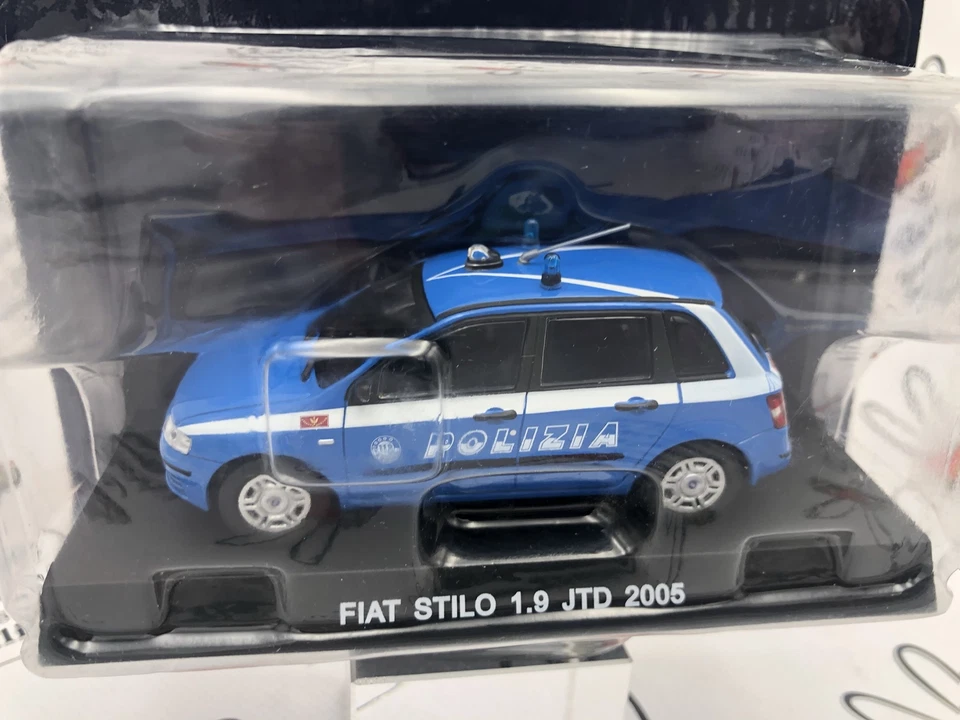 POLIZIA
FIAT STILO 1.9 JTD 2005